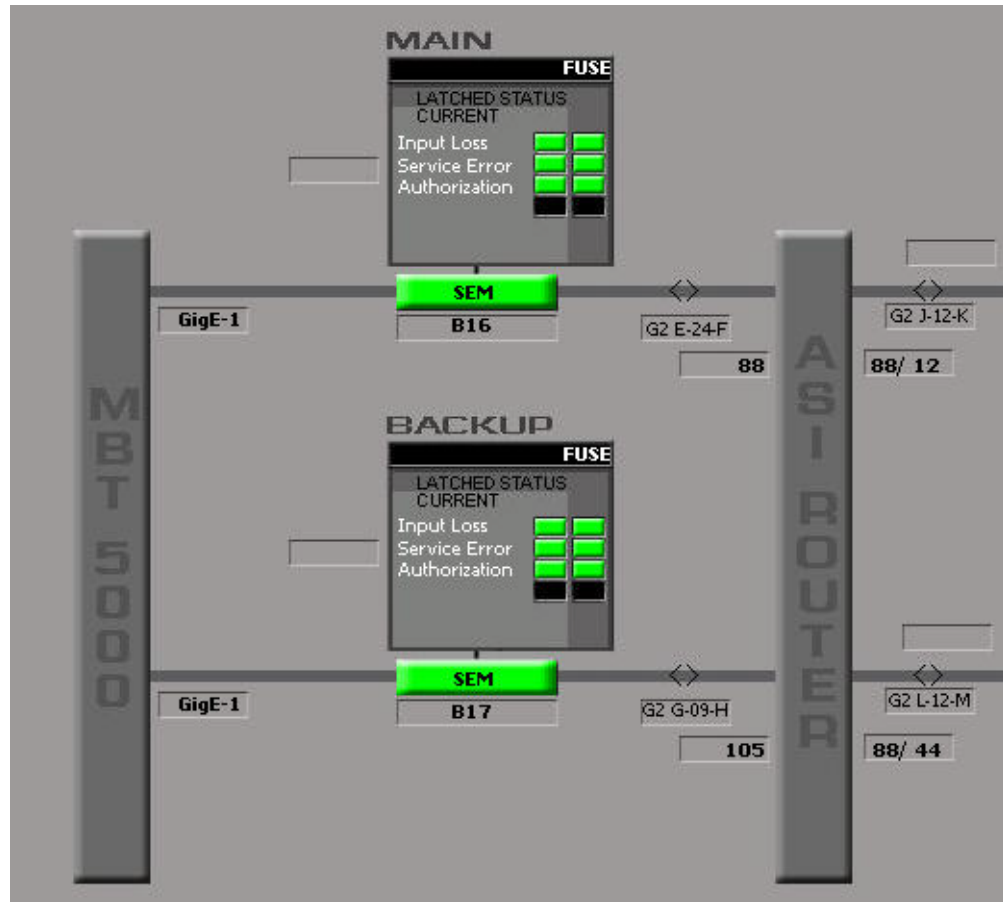 MAIN
FUSE
LATCHED STATUS
CURRENT
Input Loss
Service Error
Authorization
SEM
GigE-1
B16
G2 E-24-F
G2 J-12-K
88
88/ 12
MBT 5000
ASI ROUTER
BACKUP
FUSE
LATCHED STATUS
CURRENT
Input Loss
Service Error
Authorization
SEM
GigE-1
B17
G2 G-09-H
G2 L-12-M
105
88/ 44